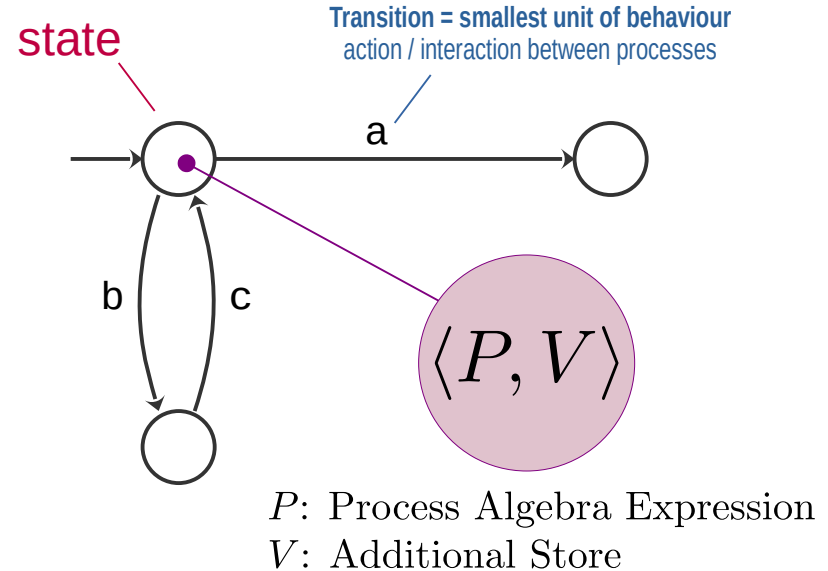 state
Transition = smallest unit of behaviour
action / interaction between processes
a
b
c
⟨P, V⟩
P: Process Algebra Expression
V: Additional Store